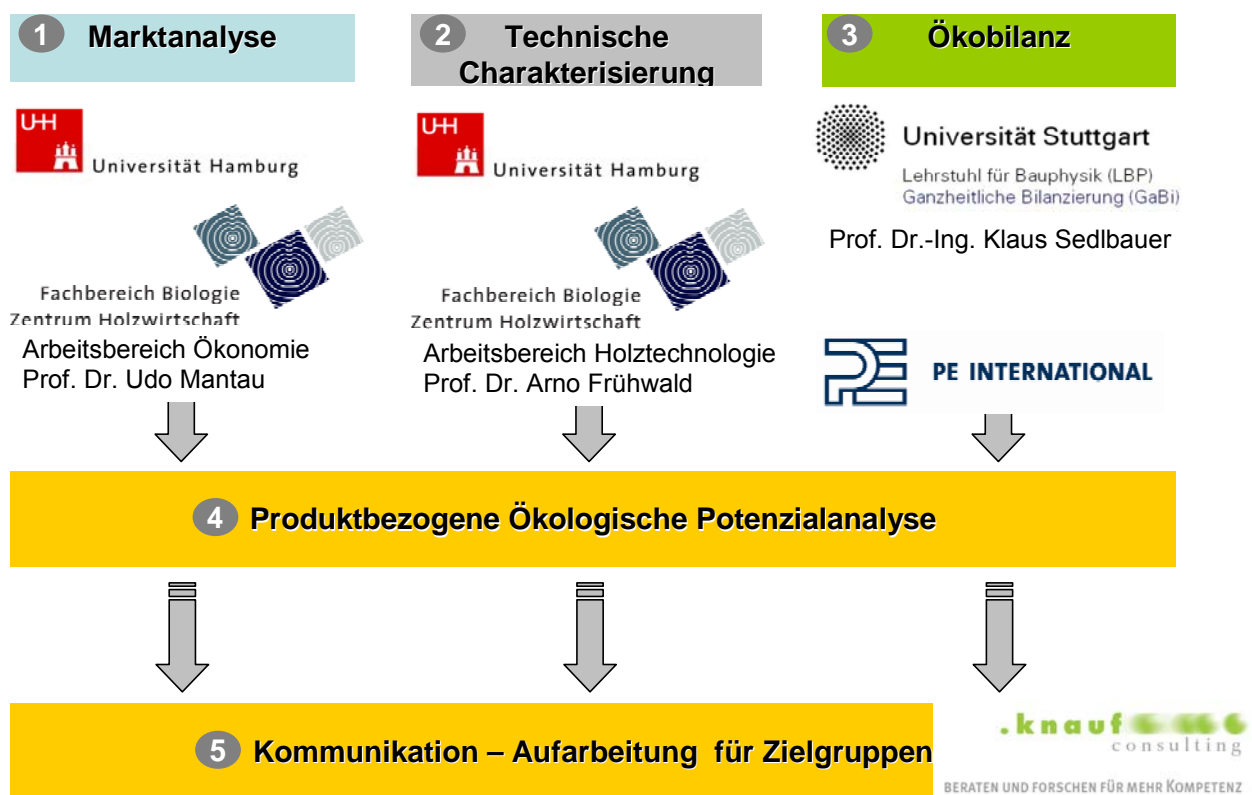 1 Marktanalyse
UHH
Universität Hamburg
Fachbereich Biologie
Zentrum Holzwirtschaft
Arbeitsbereich Ökonomie
Prof. Dr. Udo Mantau
2 Technische
Charakterisierung
UHH
Universität Hamburg
Fachbereich Biologie
Zentrum Holzwirtschaft
Arbeitsbereich Holztechnologie
Prof. Dr. Arno Frühwald
3 Ökobilanz
Universität Stuttgart
Lehrstuhl für Bauphysik (LBP)
Ganzheitliche Bilanzierung (GaBi)
Prof. Dr.-Ing. Klaus Sedlbauer
PE PE INTERNATIONAL
4 Produktbezogene Ökologische Potenzialanalyse
5 Kommunikation – Aufarbeitung für Zielgruppen
.knauf
consulting
BERATEN UND FORSCHEN FÜR MEHR KOMPETENZ